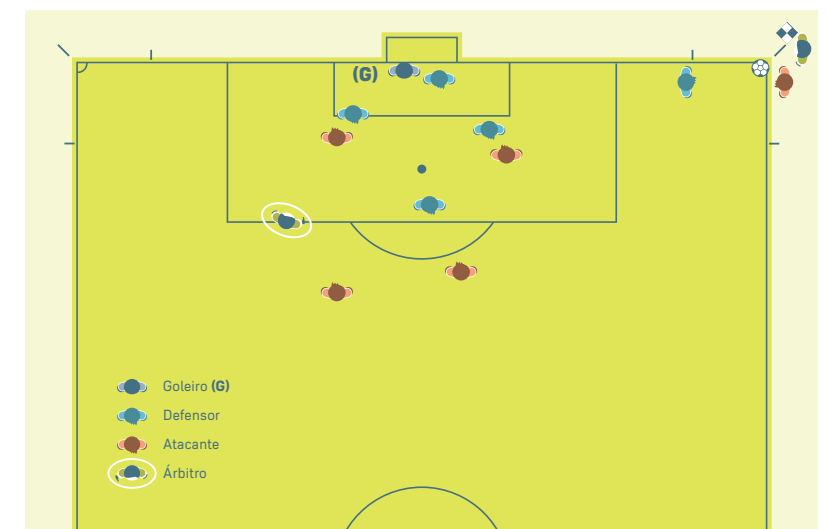 (G)
Goleiro (G)
Defensor
Atacante
Árbitro